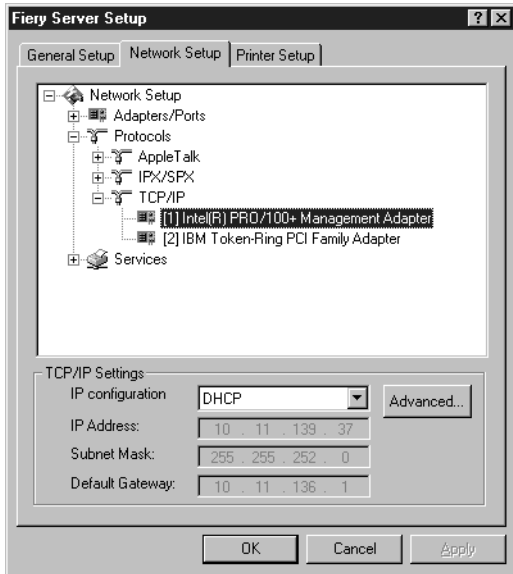 Fiery Server Setup
General Setup Network Setup Printer Setup
Network Setup
Adapters/Ports
Protocols
AppleTalk
IPX/SPX
TCP/IP
[1] Intel(R) PRO/100+ Management Adapter
[2] IBM Token-Ring PCI Family Adapter
Services
TCP/IP Settings
IP configuration DHCP Advanced...
IP Address: 10 . 11 . 139 . 37
Subnet Mask: 255 . 255 . 252 . 0
Default Gateway: 10 . 11 . 136 . 1
OK Cancel Apply